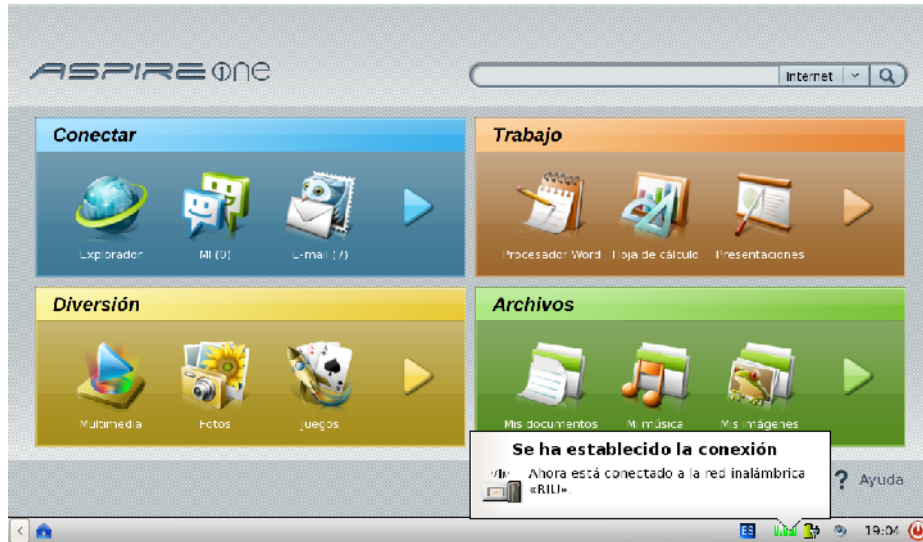 ASPIRE one
Internet
Conectar
Explorador
MI (0)
E-mail (7)
Trabajo
Procesador Word
Hoja de cálculo
Presentaciones
Diversión
Multimedia
Fotos
Juegos
Archivos
Mis documentos
Mi música
Mis imágenes
Se ha establecido la conexión
Ahora está conectado a la red inalámbrica
«RIU».
? Ayuda
ES
19:04